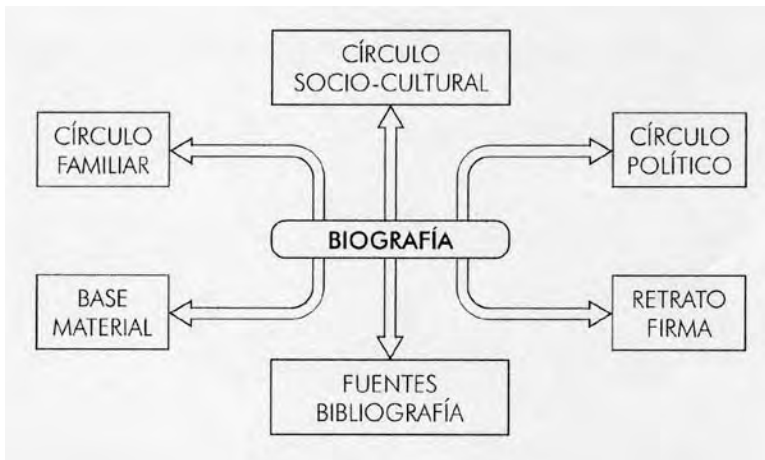 CÍRCULO
SOCIO-CULTURAL
CÍRCULO
FAMILIAR
CÍRCULO
POLÍTICO
BIOGRAFÍA
BASE
MATERIAL
RETRATO
FIRMA
FUENTES
BIBLIOGRAFÍA